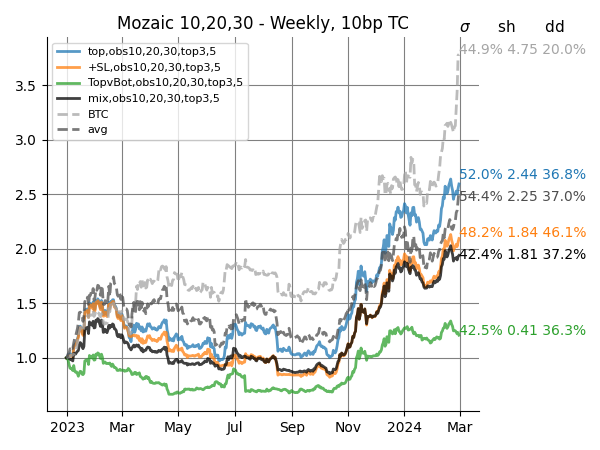 Mozaic 10,20,30 - Weekly, 10bp TC
σ sh dd
top,obs10,20,30,top3,5
+SL,obs10,20,30,top3,5
TopvBot,obs10,20,30,top3,5
mix,obs10,20,30,top3,5
BTC
avg
44.9% 4.75 20.0%
52.0% 2.44 36.8%
54.4% 2.25 37.0%
48.2% 1.84 46.1%
42.4% 1.81 37.2%
42.5% 0.41 36.3%
3.5
3.0
2.5
2.0
1.5
1.0
2023 Mar May Jul Sep Nov 2024 Mar